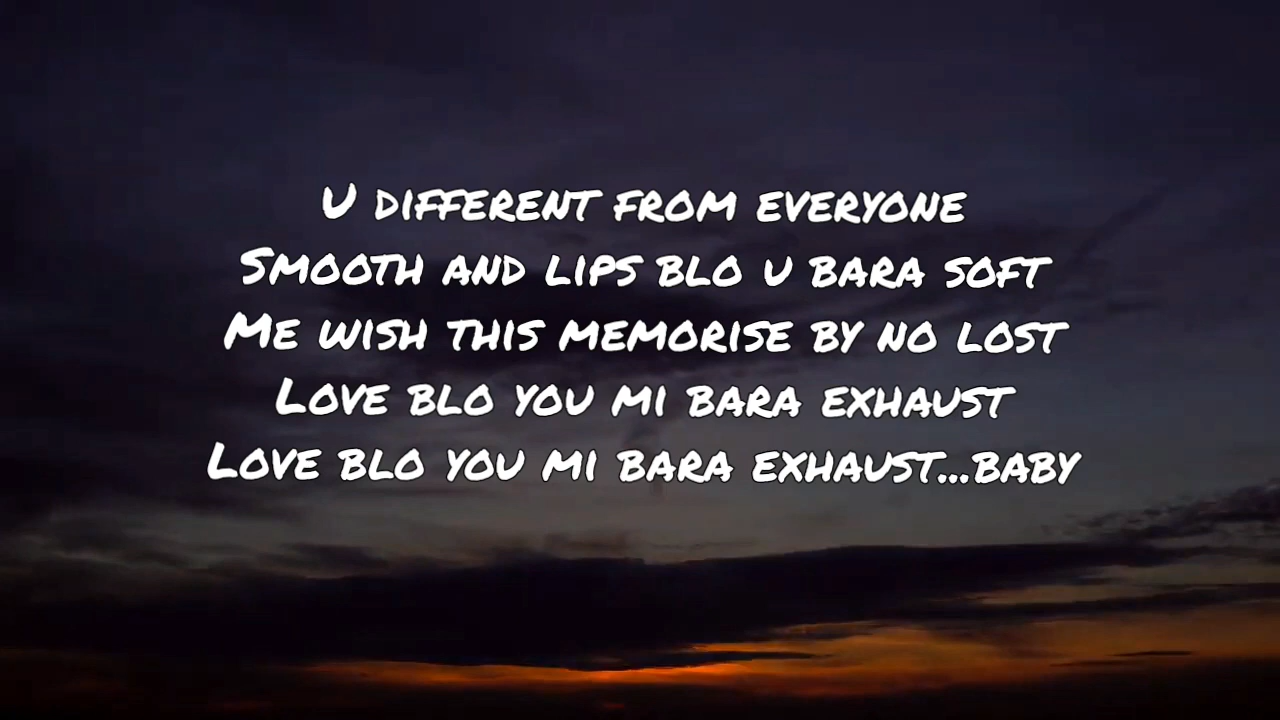 U different from everyone
Smooth and lips blo u bara soft
Me wish this memorise by no lost
Love blo you mi bara exhaust
Love blo you mi bara exhaust...baby